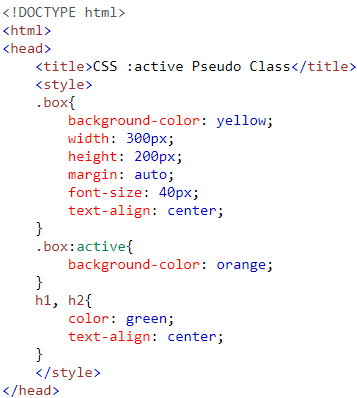 <!DOCTYPE html>
<html>
<head>
    <title>CSS :active Pseudo Class</title>
    <style>
    .box{
        background-color: yellow;
        width: 300px;
        height: 200px;
        margin: auto;
        font-size: 40px;
        text-align: center;
    }
    .box:active{
        background-color: orange;
    }
    h1, h2{
        color: green;
        text-align: center;
    }
    </style>
</head>